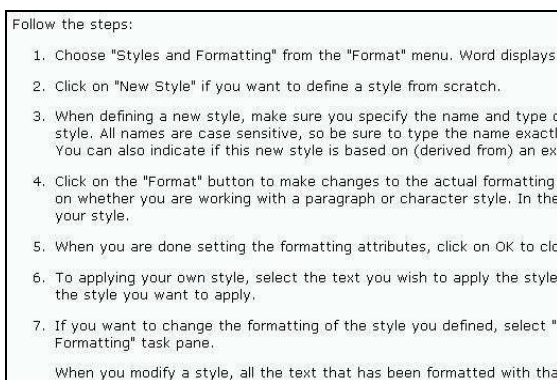 Follow the steps:
1. Choose "Styles and Formatting" from the "Format" menu. Word displays
2. Click on "New Style" if you want to define a style from scratch.
3. When defining a new style, make sure you specify the name and type
style. All names are case sensitive, so be sure to type the name
You can also indicate if this new style is based on (derived from) an
4. Click on the "Format" button to make changes to the actual formatting
on whether you are working with a paragraph or character style. In the
your style.
5. When you are done setting the formatting attributes, click on OK to
6. To applying your own style, select the text you wish to apply the style
the style you want to apply.
7. If you want to change the formatting of the style you defined, select "
Formatting" task pane.
When you modify a style, all the text that has been formatted with